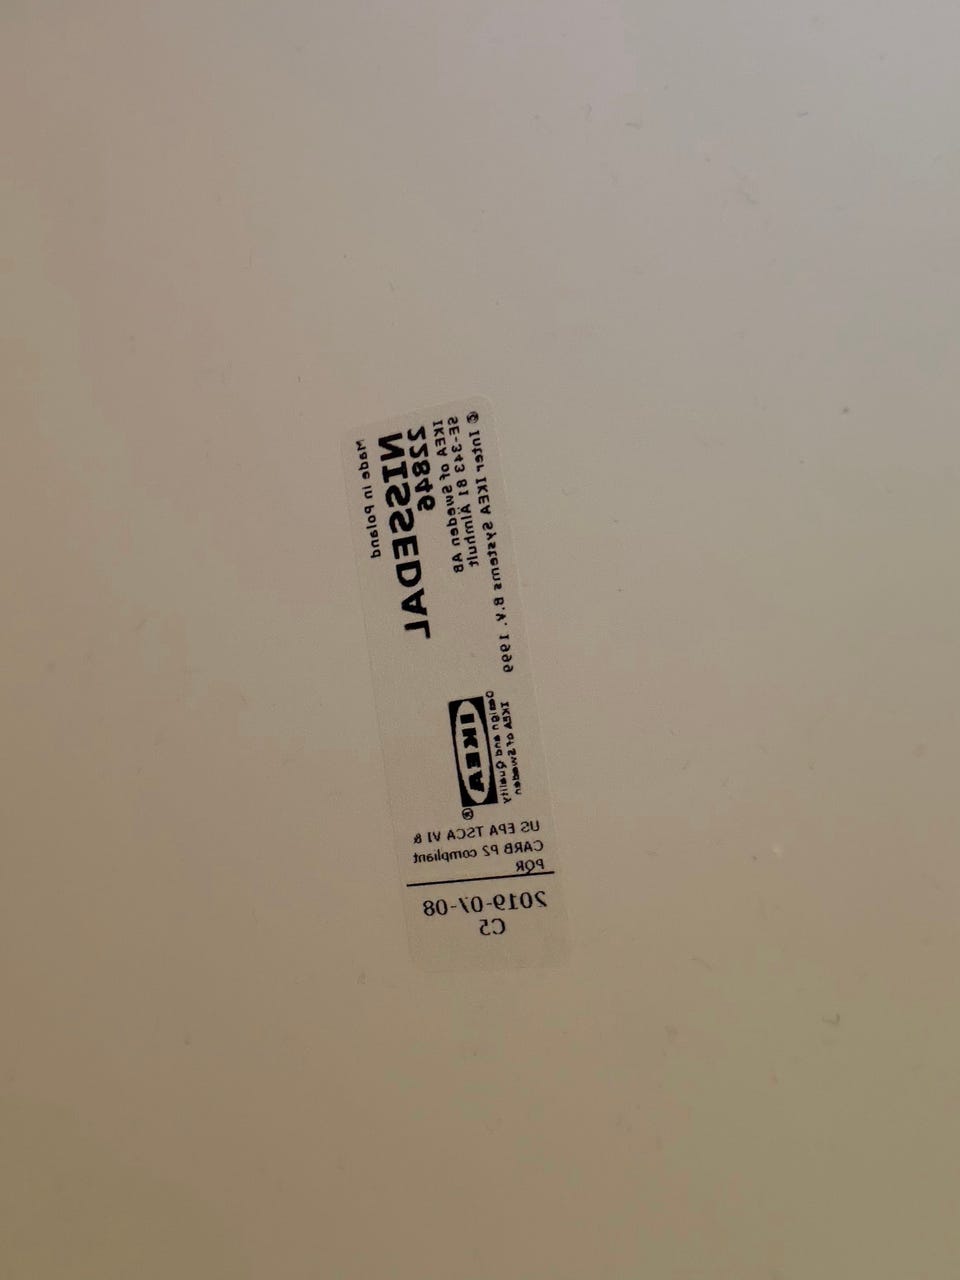 © Inter IKEA Systems B.V. 1999
SE-343 81 Älmhult
IKEA of Sweden AB
22846
NISSEDAL
Made in Poland
IKEA®
Design and Quality
IKEA of Sweden
US EPA TSCA VI &
CARB P2 compliant
PQR
2019-07-08
C5